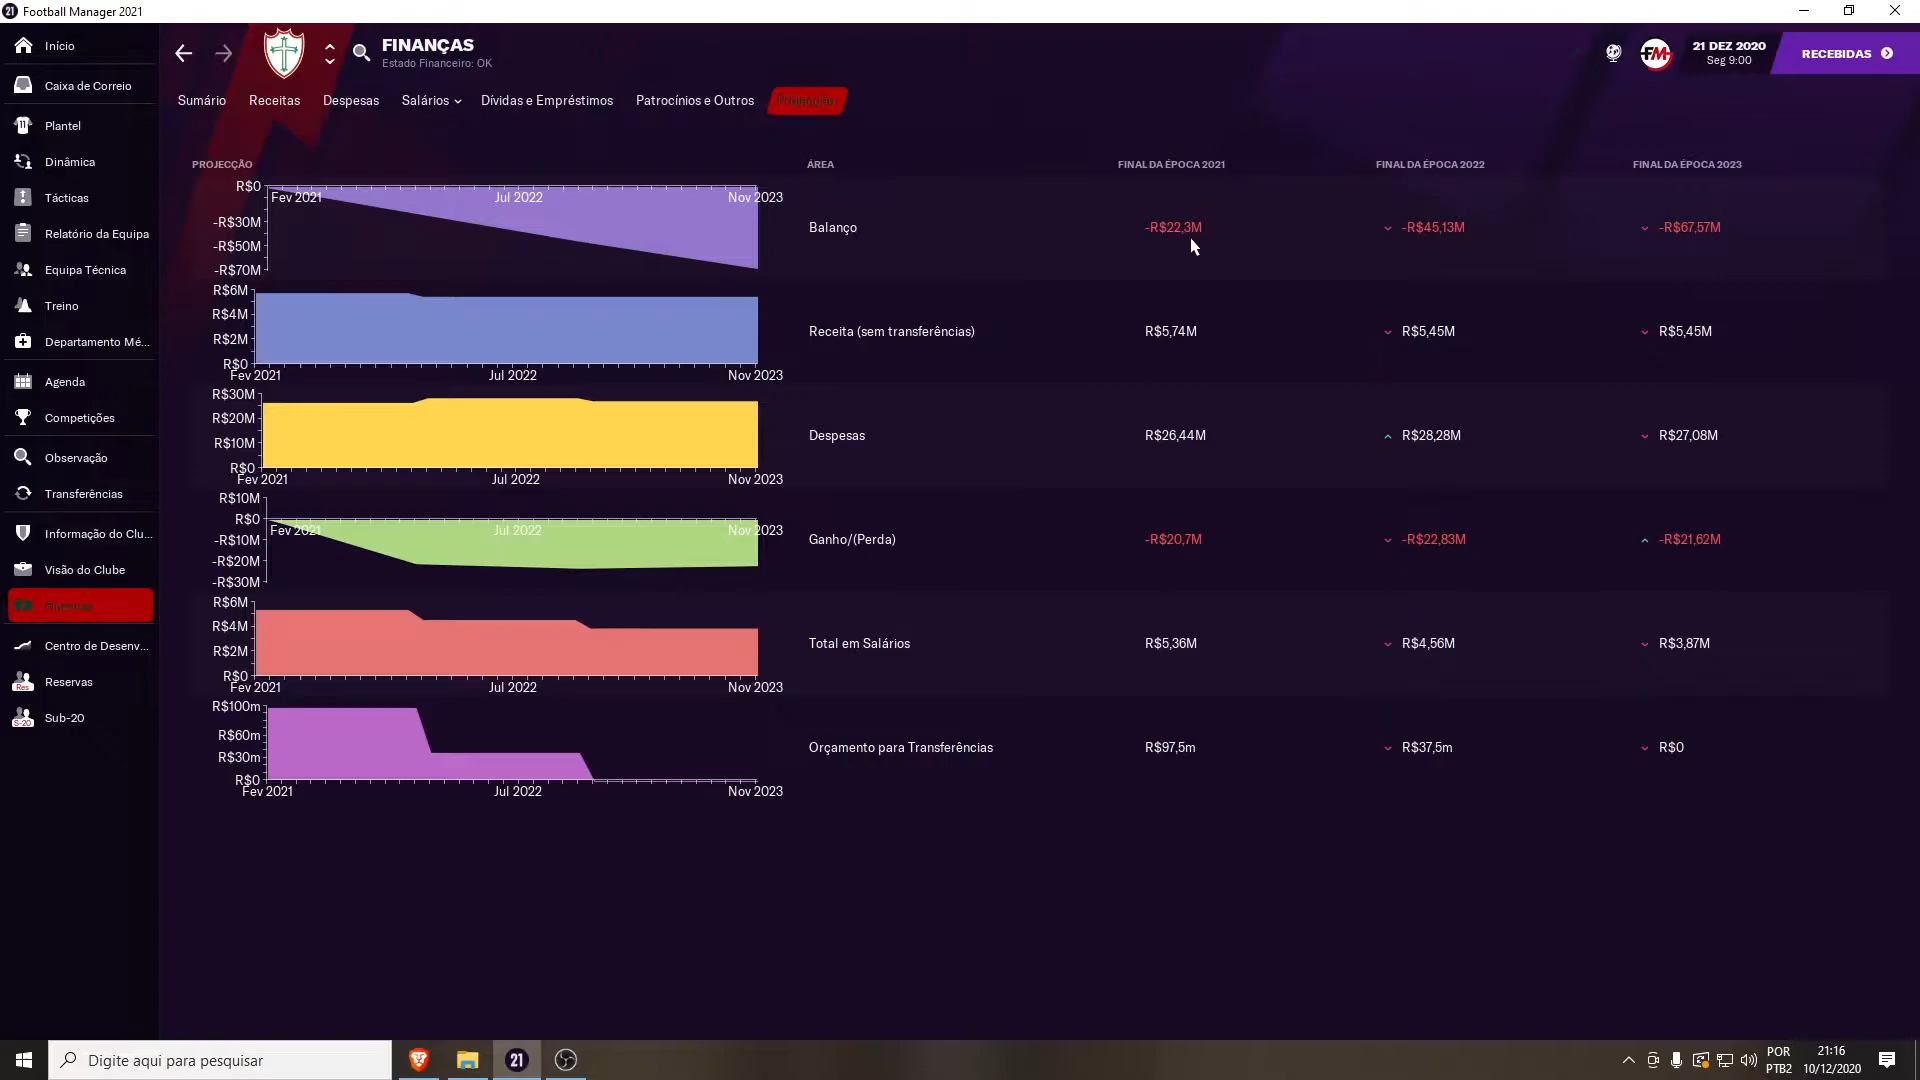 21 Football Manager 2021
Início
Caixa de Correio
11 Plantel
Dinâmica
Tácticas
Relatório da Equipa
Equipa Técnica
Treino
Departamento Mé...
Agenda
Competições
Observação
Transferências
Informação do Clu...
Visão do Clube
Finanças
Centro de Desenv...
Res Reservas
S-20 Sub-20
FINANÇAS
Estado Financeiro: OK
FM
21 DEZ 2020
Seg 9:00
RECEBIDAS
Sumário Receitas Despesas Salários Dívidas e Empréstimos Patrocínios e Outros Projecção
PROJECÇÃO ÁREA FINAL DA ÉPOCA 2021 FINAL DA ÉPOCA 2022 FINAL DA ÉPOCA 2023
R$0
Fev 2021 Jul 2022 Nov 2023
-R$30M
-R$50M
-R$70M
Balanço -R$22,3M -R$45,13M -R$67,57M
R$6M
R$4M
R$2M
R$0
Fev 2021 Jul 2022 Nov 2023
Receita (sem transferências) R$5,74M R$5,45M R$5,45M
R$30M
R$20M
R$10M
R$0
Fev 2021 Jul 2022 Nov 2023
Despesas R$26,44M R$28,28M R$27,08M
R$10M
R$0
Fev 2021 Jul 2022 Nov 2023
-R$10M
-R$20M
-R$30M
Ganho/(Perda) -R$20,7M -R$22,83M -R$21,62M
R$6M
R$4M
R$2M
R$0
Fev 2021 Jul 2022 Nov 2023
Total em Salários R$5,36M R$4,56M R$3,87M
R$100m
R$60m
R$30m
R$0
Fev 2021 Jul 2022 Nov 2023
Orçamento para Transferências R$97,5m R$37,5m R$0
Digite aqui para pesquisar
21
POR
PTB2
21:16
10/12/2020